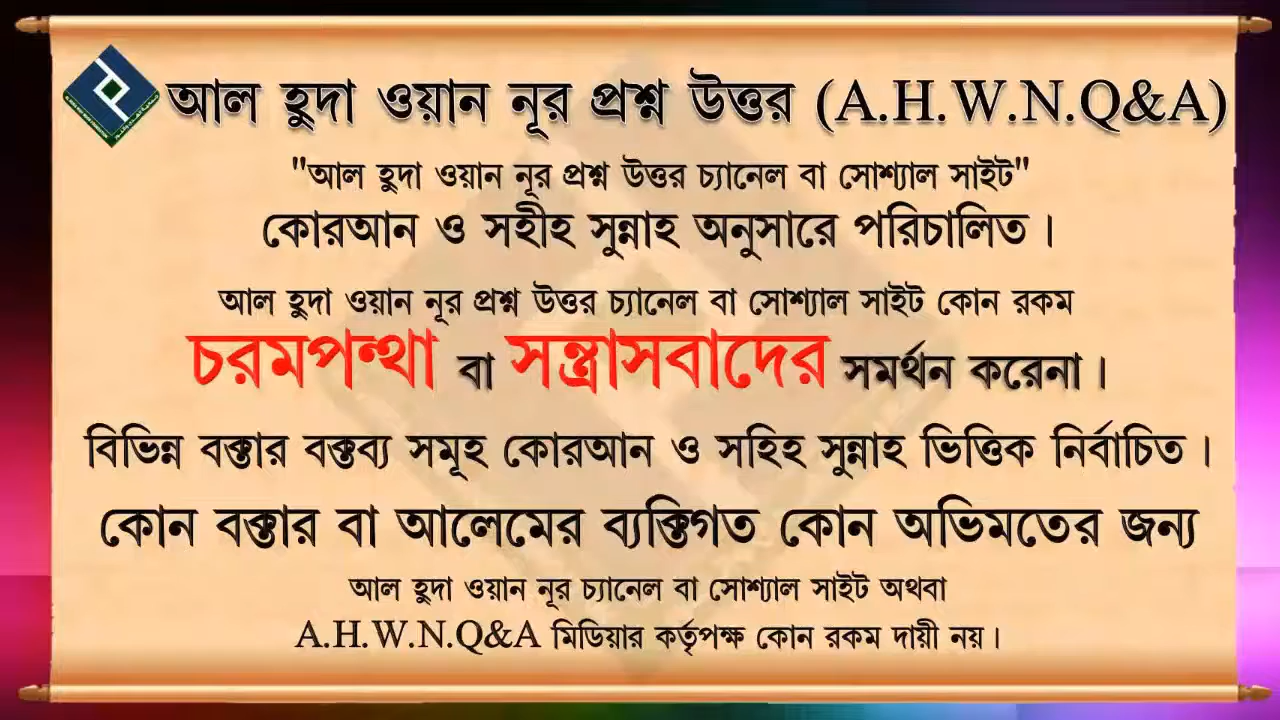 আল হুদা ওয়ান নূর প্রশ্ন উত্তর (A.H.W.N.Q&A)
"আল হুদা ওয়ান নূর প্রশ্ন উত্তর চ্যানেল বা সোশ্যাল সাইট"
কোরআন ও সহীহ সুন্নাহ অনুসারে পরিচালিত।
আল হুদা ওয়ান নূর প্রশ্ন উত্তর চ্যানেল বা সোশ্যাল সাইট কোন রকম
চরমপন্থা বা সন্ত্রাসবাদের সমর্থন করেনা।
বিভিন্ন বক্তার বক্তব্য সমূহ কোরআন ও সহিহ সুন্নাহ ভিত্তিক নির্বাচিত।
কোন বক্তার বা আলেমের ব্যক্তিগত কোন অভিমতের জন্য
আল হুদা ওয়ান নূর চ্যানেল বা সোশ্যাল সাইট অথবা
A.H.W.N.Q&A মিডিয়ার কর্তৃপক্ষ কোন রকম দায়ী নয়।